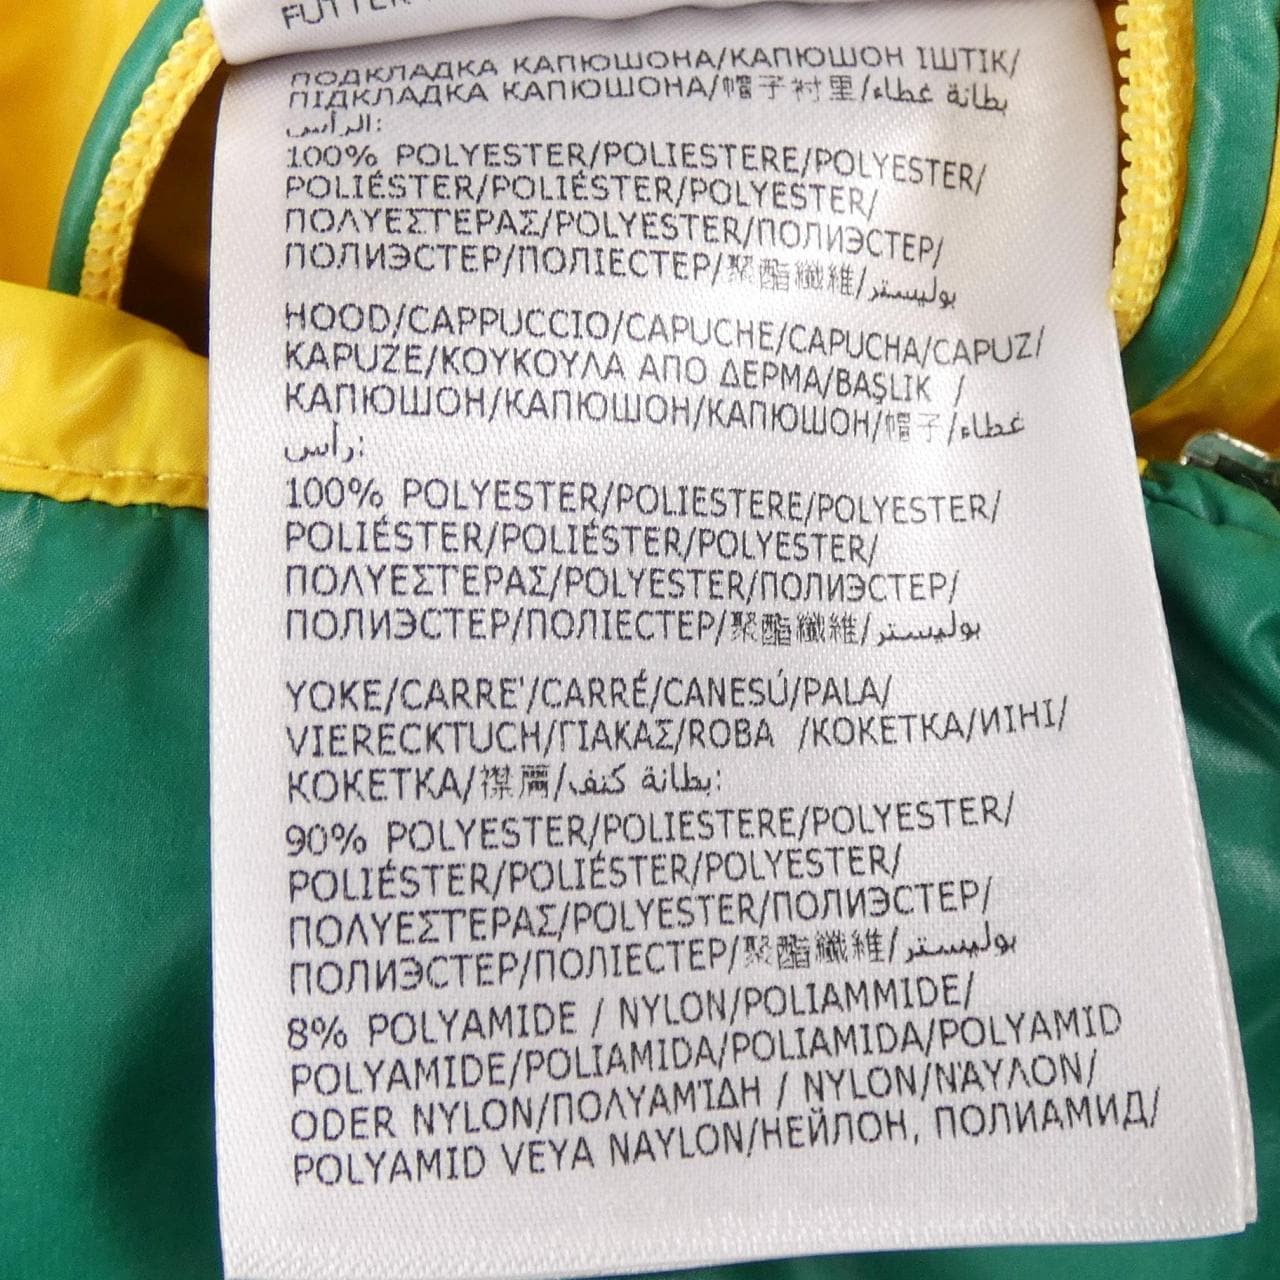 ПОДКЛАДКА КАПЮШОНА/КАПЮШОН ІШТІК/
ПІДКЛАДКА КАПЮШОНА/帽子衬里/بطانة غطاء
الرأس:
100% POLYESTER/POLIESTERE/POLYESTER/
POLIÉSTER/POLIÉSTER/POLYESTER/
ΠΟΛΥΕΣΤΕΡΑΣ/POLYESTER/ПОЛИЭСТЕР/
ПОЛИЭСТЕР/ПОЛІЕСТЕР/聚酯纖維/بوليستر
HOOD/CAPPUCCIO/CAPUCHE/CAPUCHA/CAPUZ/
KAPUZE/ΚΟΥΚΟΥΛΑ ΑΠΟ ΔΕΡΜΑ/BAŞLIK /
КАПЮШОН/КАПЮШОН/КАПЮШОН/帽子/غطاء
رأس:
100% POLYESTER/POLIESTERE/POLYESTER/
POLIÉSTER/POLIÉSTER/POLYESTER/
ΠΟΛΥΕΣΤΕΡΑΣ/POLYESTER/ПОЛИЭСТЕР/
ПОЛИЭСТЕР/ПОЛІЕСТЕР/聚酯纖維/بوليستر
YOKE/CARRE'/CARRÉ/CANESÚ/PALA/
VIERECKTUCH/ΓΙΑΚΑΣ/ROBA /КОКЕТКА/ИІНІ/
КОКЕТКА/襟/بطانة كتف:
90% POLYESTER/POLIESTERE/POLYESTER/
POLIÉSTER/POLIÉSTER/POLYESTER/
ΠΟΛΥΕΣΤΕΡΑΣ/POLYESTER/ПОЛИЭСТЕР/
ПОЛИЭСТЕР/ПОЛІЕСТЕР/聚酯纖維/بوليستر
8% POLYAMIDE / NYLON/POLIAMMIDE/
POLYAMIDE/POLIAMIDA/POLIAMIDA/POLYAMID
ODER NYLON/ΠΟΛΥΑΜΊΔΗ / NYLON/ΝΆΥΛΟΝ/
POLYAMID VEYA NAYLON/НЕЙЛОН, ПОЛИАМИД/